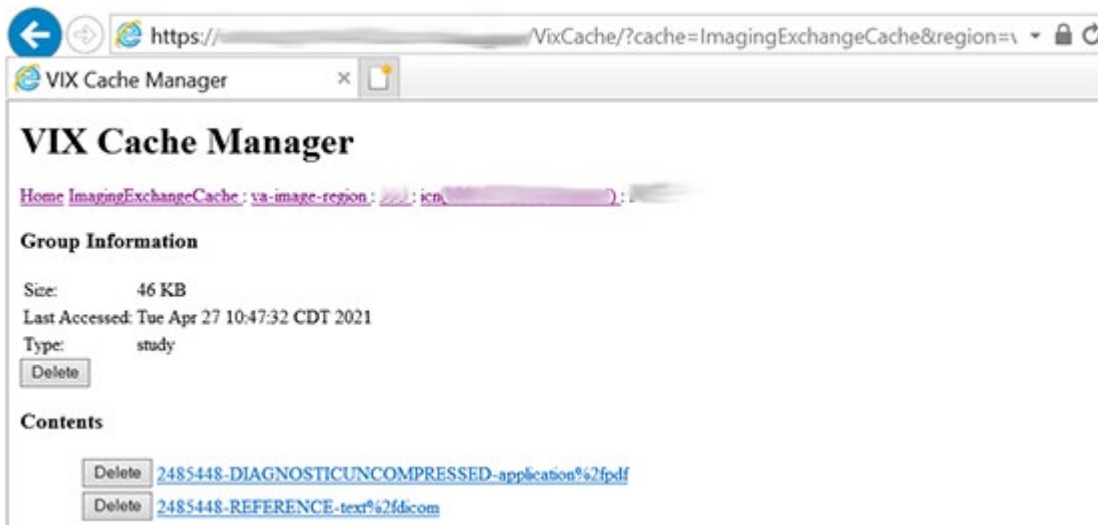 https:// /VixCache/?cache=ImagingExchangeCache&region=v
VIX Cache Manager
VIX Cache Manager
Home ImagingExchangeCache : va-image-region : : icn( ) :
Group Information
Size: 46 KB
Last Accessed: Tue Apr 27 10:47:32 CDT 2021
Type: study
Delete
Contents
Delete 2485448-DIAGNOSTICUNCOMPRESSED-application%2fpdf
Delete 2485448-REFERENCE-text%2fdicom